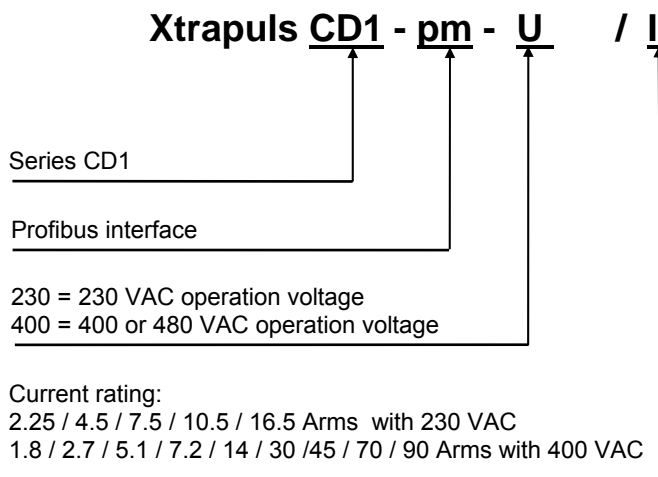 Xtrapuls CD1 - pm - U / I
Series CD1
Profibus interface
230 = 230 VAC operation voltage
400 = 400 or 480 VAC operation voltage
Current rating:
2.25 / 4.5 / 7.5 / 10.5 / 16.5 Arms with 230 VAC
1.8 / 2.7 / 5.1 / 7.2 / 14 / 30 /45 / 70 / 90 Arms with 400 VAC